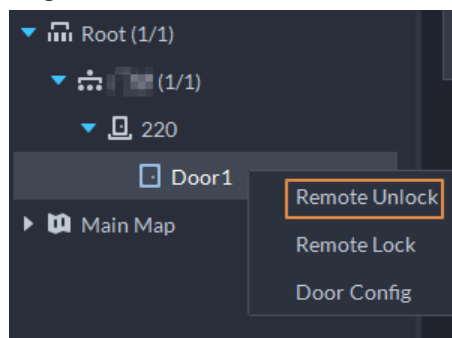 Root (1/1)
(1/1)
220
Door1
Remote Unlock
Main Map
Remote Lock
Door Config